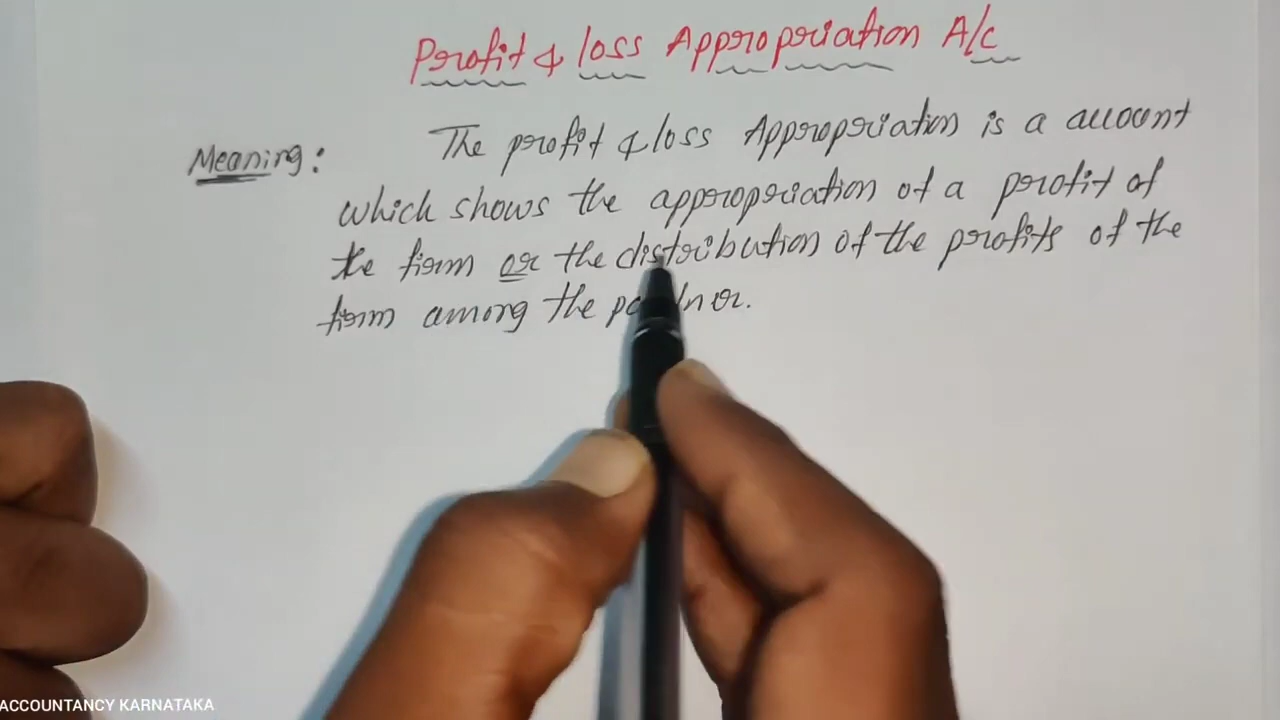 Profit & loss Appropriation A/c
Meaning: The profit & loss Appropriation is a account
which shows the appropriation of a profit of
the firm or the distribution of the profits of the
firm among the partner.
ACCOUNTANCY KARNATAKA